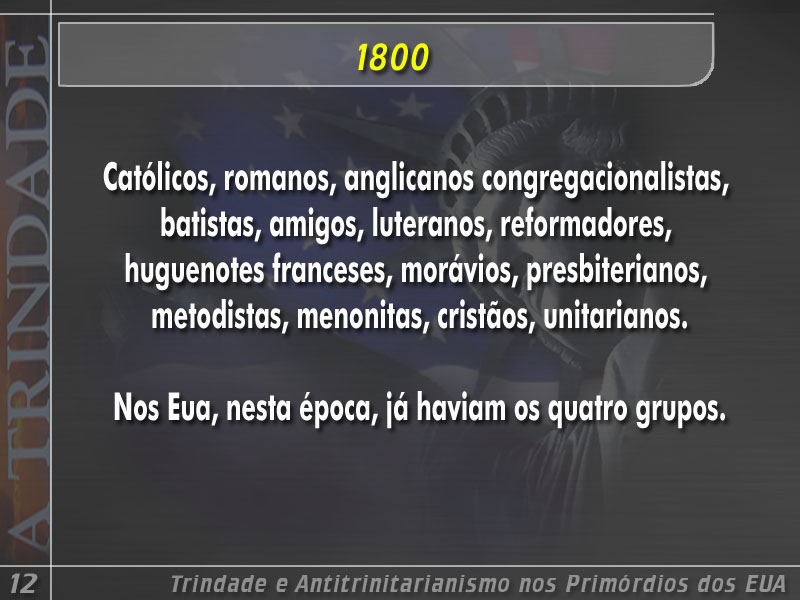 1800
Católicos, romanos, anglicanos congregacionalistas,
batistas, amigos, luteranos, reformadores,
huguenotes franceses, morávios, presbiterianos,
metodistas, menonitas, cristãos, unitarianos.
Nos Eua, nesta época, já haviam os quatro grupos.
A TRINDADE
12
Trindade e Antitrinitarianismo nos Primórdios dos EUA